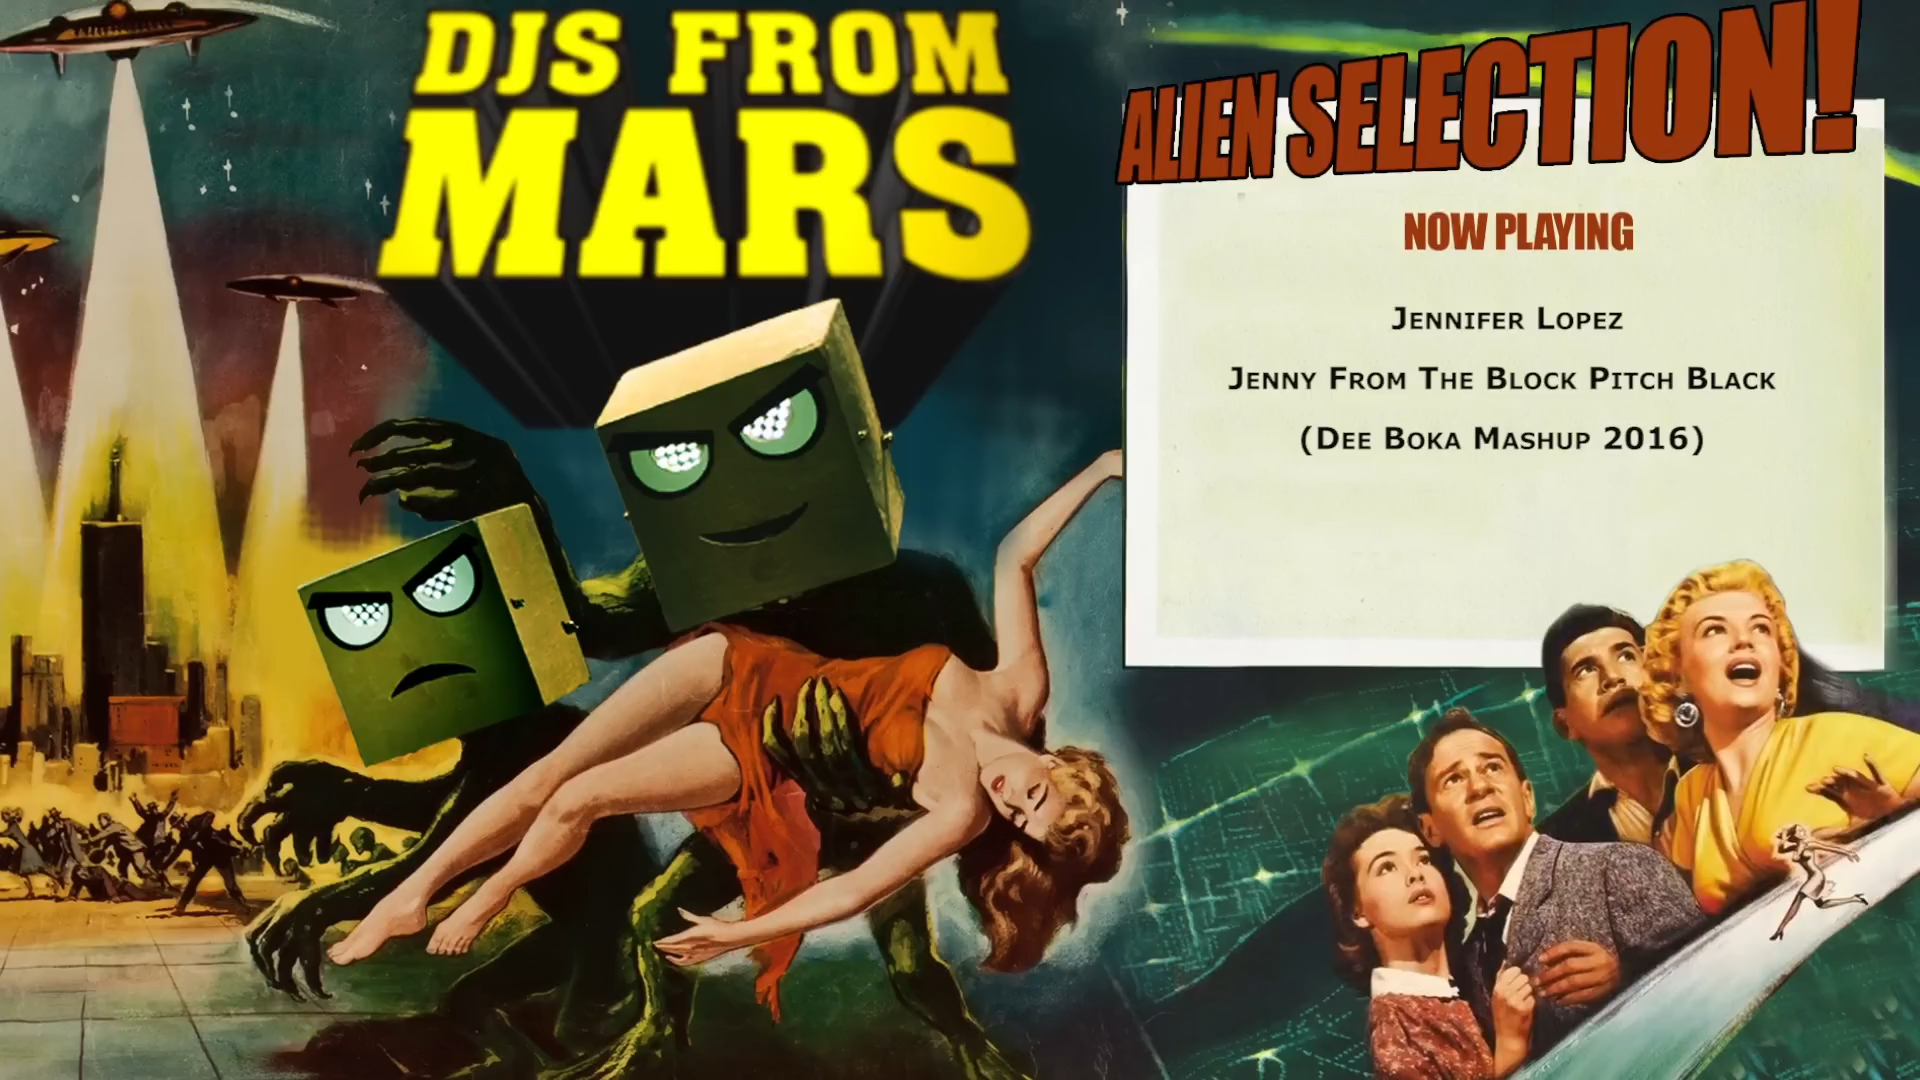 DJS FROM
MARS
ALIEN SELECTION!
NOW PLAYING
Jennifer Lopez
Jenny From The Block Pitch Black
(Dee Boka Mashup 2016)